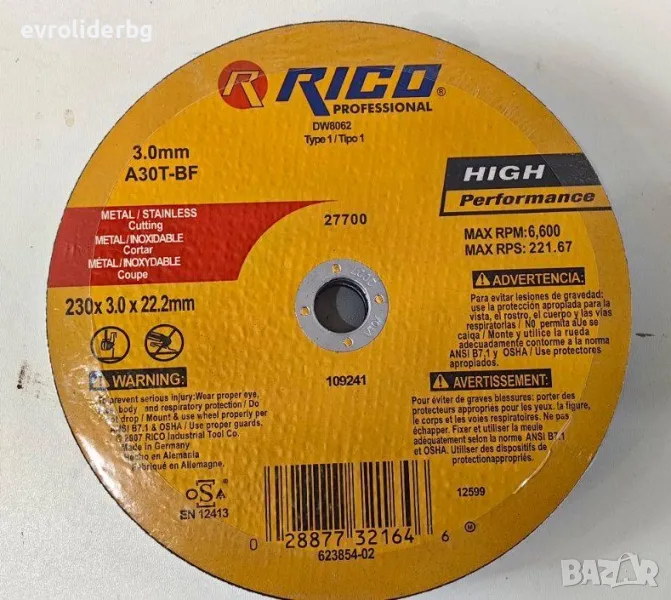 evroliderbg
RICO®
PROFESSIONAL
DW8062
Type 1 / Tipo 1
3.0mm
A30T-BF
HIGH
Performance
METAL / STAINLESS
Cutting
METAL/INOXIDABLE
Cortar
METAL/INOXYDABLE
Coupe
27700
MAX RPM:6,600
MAX RPS: 221.67
230x 3.0 x 22.2mm
ADVERTENCIA:
Para evitar lesiones de gravedad:
use la protección apropiada para la
vista, el rostro, el cuerpo y las vías
respiratorias / N0 permita aUe se
caiqa / Monte y utilice la rueda
adecuadamente conforme a la norma
ANSI B7.1 y OSHA / Use protectores
apropiados.
WARNING:
To prevent serious injury:Wear proper eye,
body and respiratory protection / Do
drop / Mount & use wheel properly per
ANSI B7.1 & OSHA / Use proper guards.
© 2007 RICO Industrial Tool Co.
Made in Germany
Hecho en Alemania
Fabriqué en Allemagne.
109241
AVERTISSEMENT:
Pour éviter de graves blessures: porter des
protecteurs appropriés pour les yeux. la figure,
le corps et les voies respiratoires. Ne pas
échapper. Fixer et utiliser la meule
adéquatement selon la norme ANSI B7.1
et OSHA. Utiliser des dispositifs de
protectionappropriés.
oSa
EN 12413
12599
0 28877 32164 6
623854-02
BAZAR